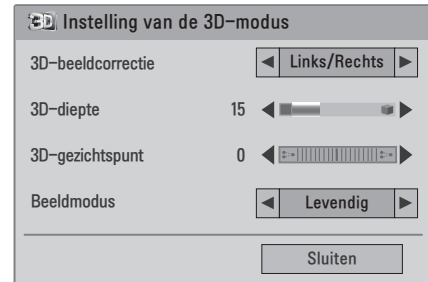 3D Instelling van de 3D-modus
3D-beeldcorrectie ◀ Links/Rechts ▶
3D-diepte 15
3D-gezichtspunt 0
Beeldmodus ◀ Levendig ▶
Sluiten